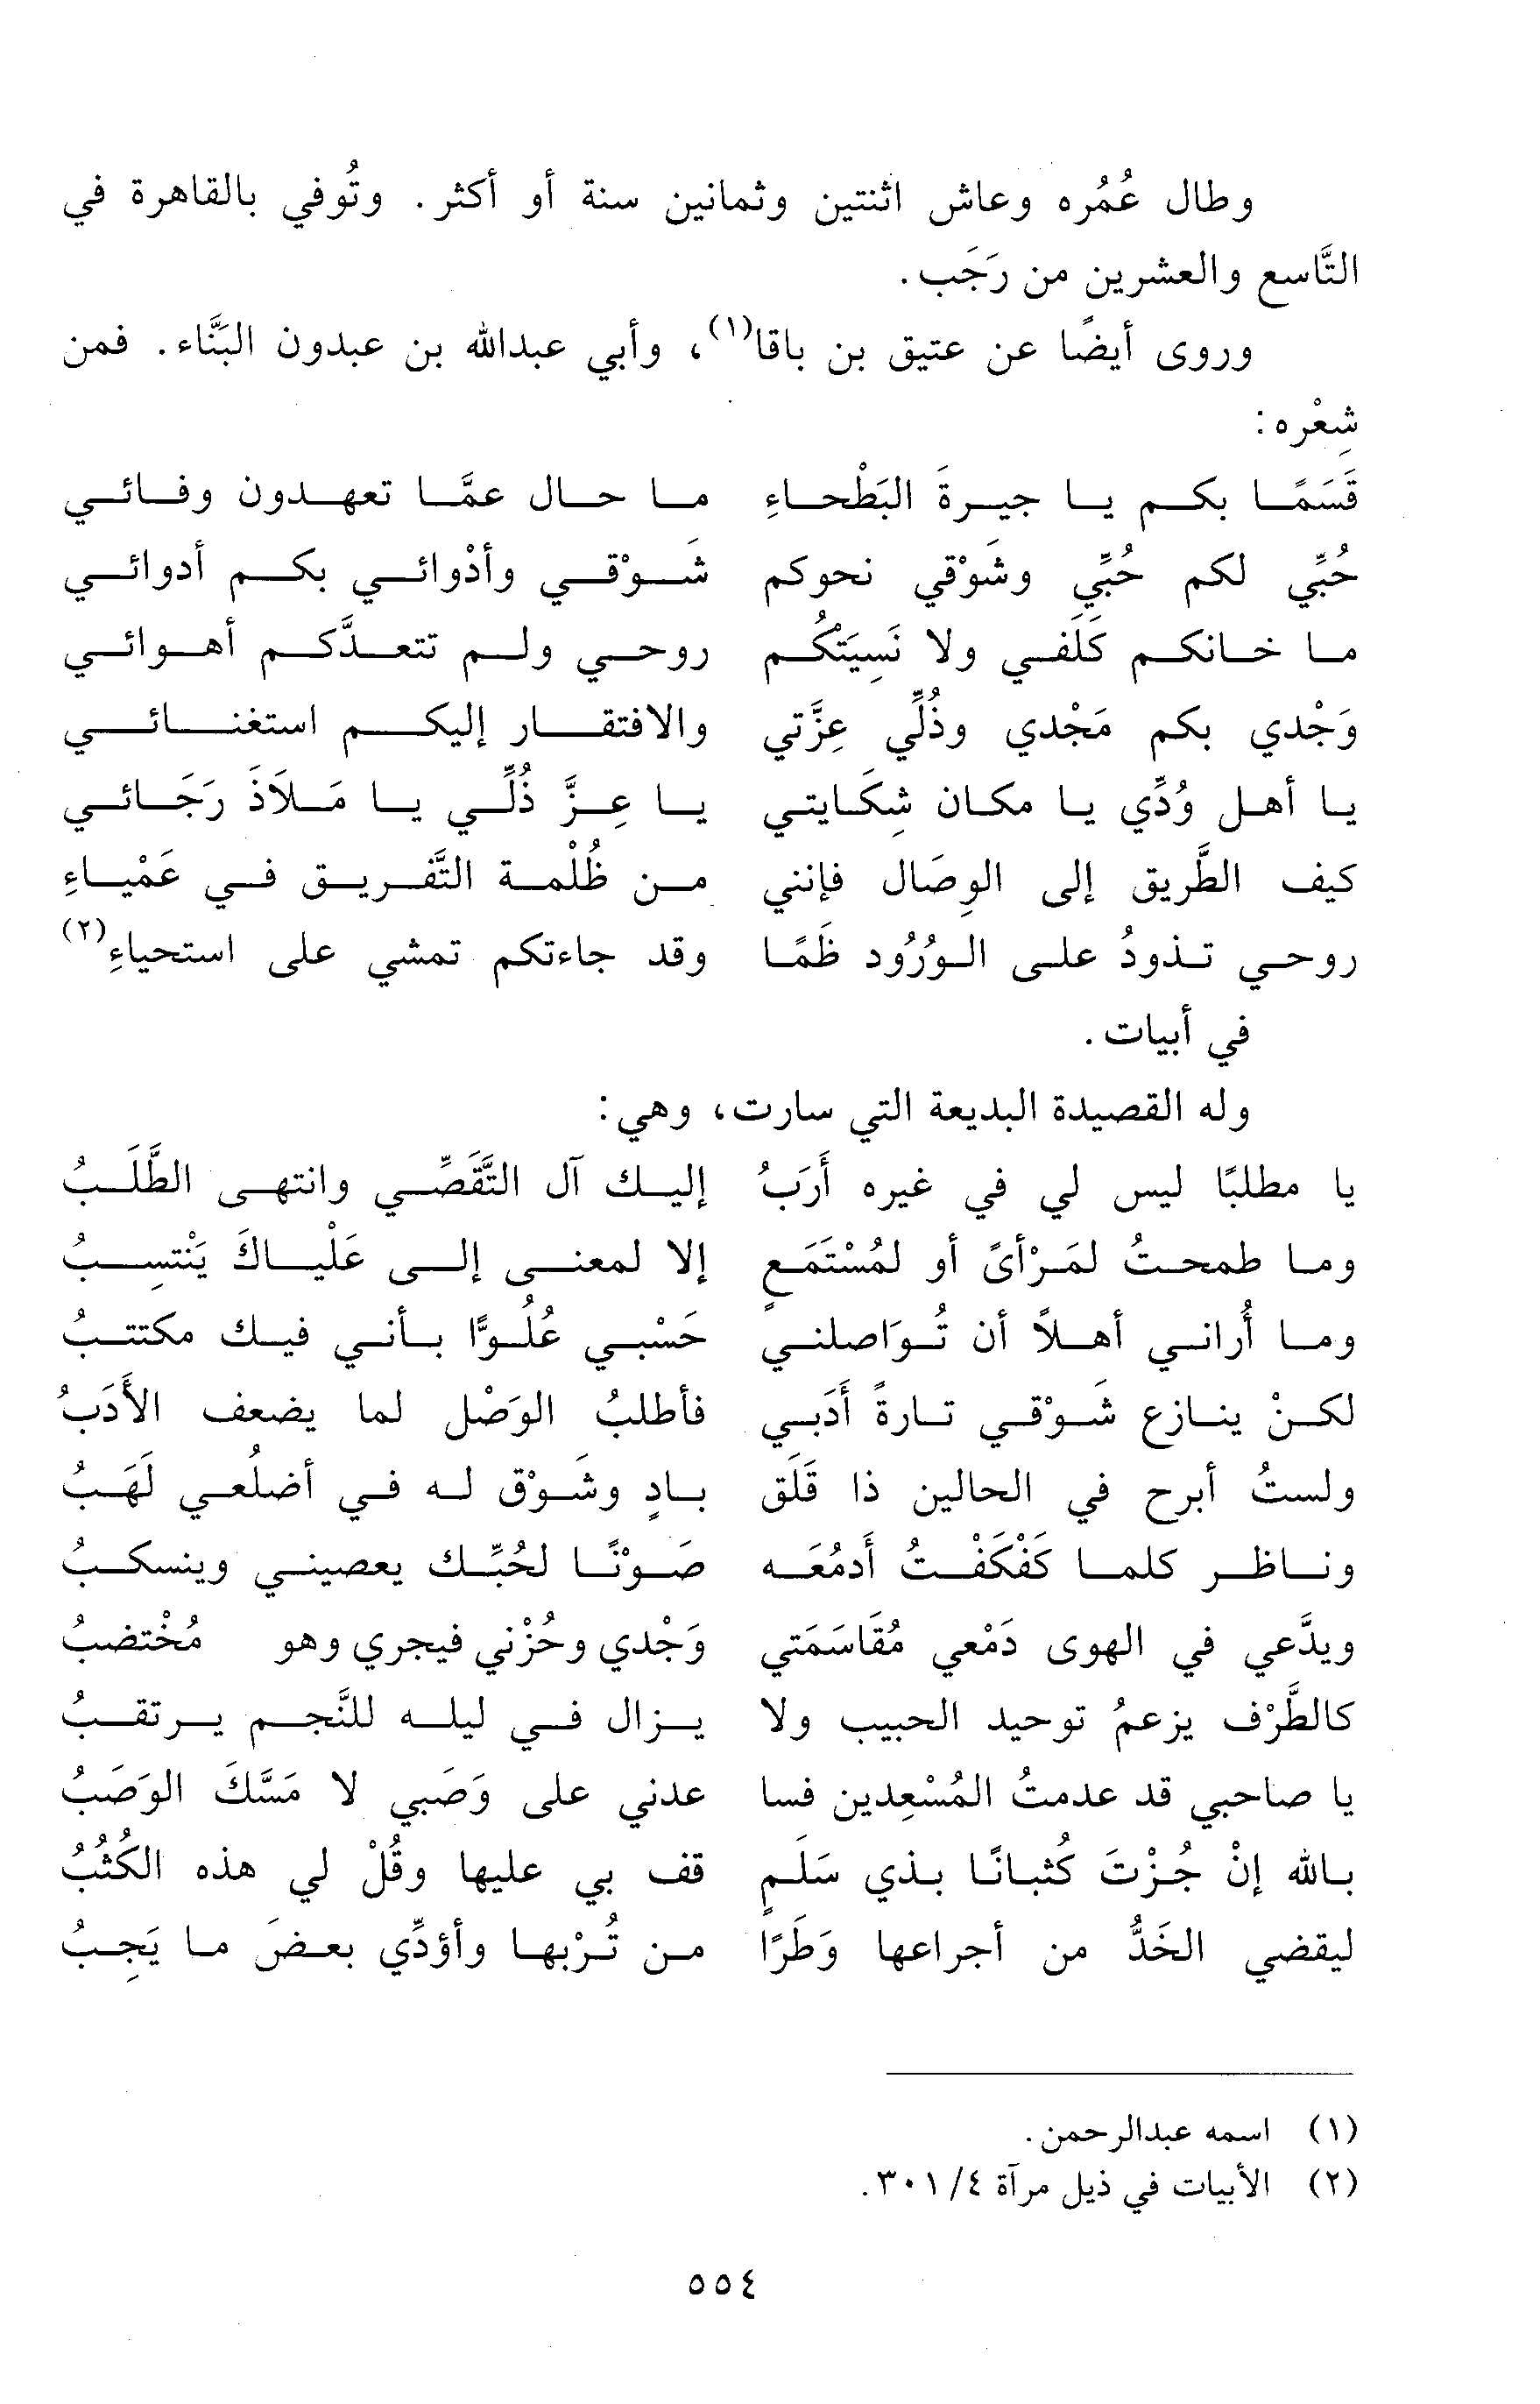 وطال عُمُره وعاش اثنتين وثمانين سنة أو أكثر. وتُوفي بالقاهرة في
التَّاسع والعشرين من رَجَب.
وروى أيضًا عن عتيق بن باقا(١)، وأبي عبدالله بن عبدون البَنَّاء. فمن
شِعْره:
قَسَمًا بكم يا جيرةَ البَطْحاءِ ما حال عمَّا تعهدون وفائي
حُبِّي لكم حُبِّي وشَوْقي نحوكم شَوْقي وأدْوائي بكم أدوائي
ما خانكم كَلَفي ولا نَسِيَتْكُم روحي ولم تتعدَّكم أهوائي
وَجْدي بكم مَجْدي وذُلِّي عِزَّتي والافتقار إليكم استغنائي
يا أهل وُدِّي يا مكان شِكَايتي يا عِزَّ ذُلِّي يا مَلاَذَ رَجَائي
كيف الطَّريق إلى الوِصَال فإنني من ظُلْمة التَّفريق في عَمْياءِ
روحي تذودُ على الوُرُود ظَمًا وقد جاءتكم تمشي على استحياءِ(٢)
في أبيات.
وله القصيدة البديعة التي سارت، وهي:
يا مطلبًا ليس لي في غيره أَرَبُ إليك آل التَّقَصِّي وانتهى الطَّلَبُ
وما طمحتُ لمَرْأىً أو لمُسْتَمَعٍ إلا لمعنى إلى عَلْياكَ يَنْتسِبُ
وما أُراني أهلاً أن تُوَاصلني حَسْبي عُلُوًّا بأني فيك مكتتبُ
لكنْ ينازع شَوْقي تارةً أَدَبي فأطلبُ الوَصْل لما يضعف الأَدَبُ
ولستُ أبرح في الحالين ذا قَلَق بادٍ وشَوْق له في أضلُعي لَهَبُ
وناظر كلما كَفْكَفْتُ أدمُعَه صَوْنًا لحُبِّك يعصيني وينسكبُ
ويدَّعي في الهوى دَمْعي مُقَاسَمَتي وَجْدي وحُزْني فيجري وهو مُخْتضبُ
كالطَّرْف يزعمُ توحيد الحبيب ولا يزال في ليله للنَّجم يرتقبُ
يا صاحبي قد عدمتُ المُسْعِدين فسا عدني على وَصَبي لا مَسَّكَ الوَصَبُ
بالله إنْ جُزْتَ كُثبانًا بذي سَلَمٍ قف بي عليها وقُلْ لي هذه الكُثُبُ
ليقضي الخَدُّ من أجراعها وَطَرًا من تُرْبها وأؤدِّي بعضَ ما يَجِبُ
(١) اسمه عبدالرحمن.
(٢) الأبيات في ذيل مرآة ٤/ ٣٠١.
٥٥٤